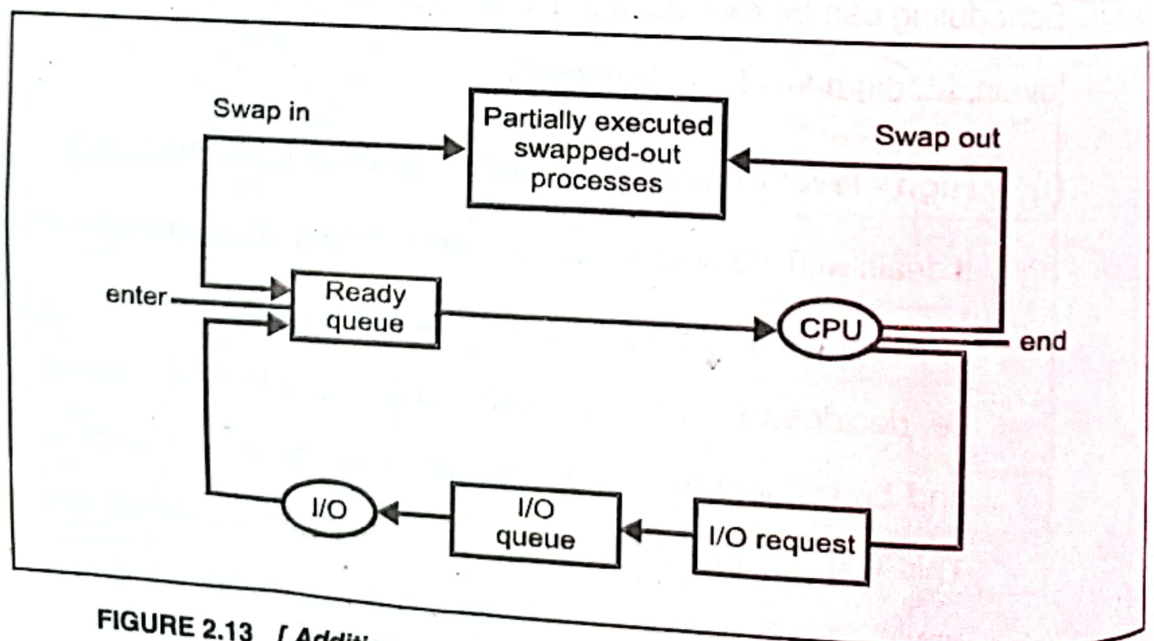 Swap in
Partially executed
swapped-out
processes
Swap out
enter
Ready
queue
CPU
end
I/O
I/O
queue
I/O request
FIGURE 2.13 [ Additi